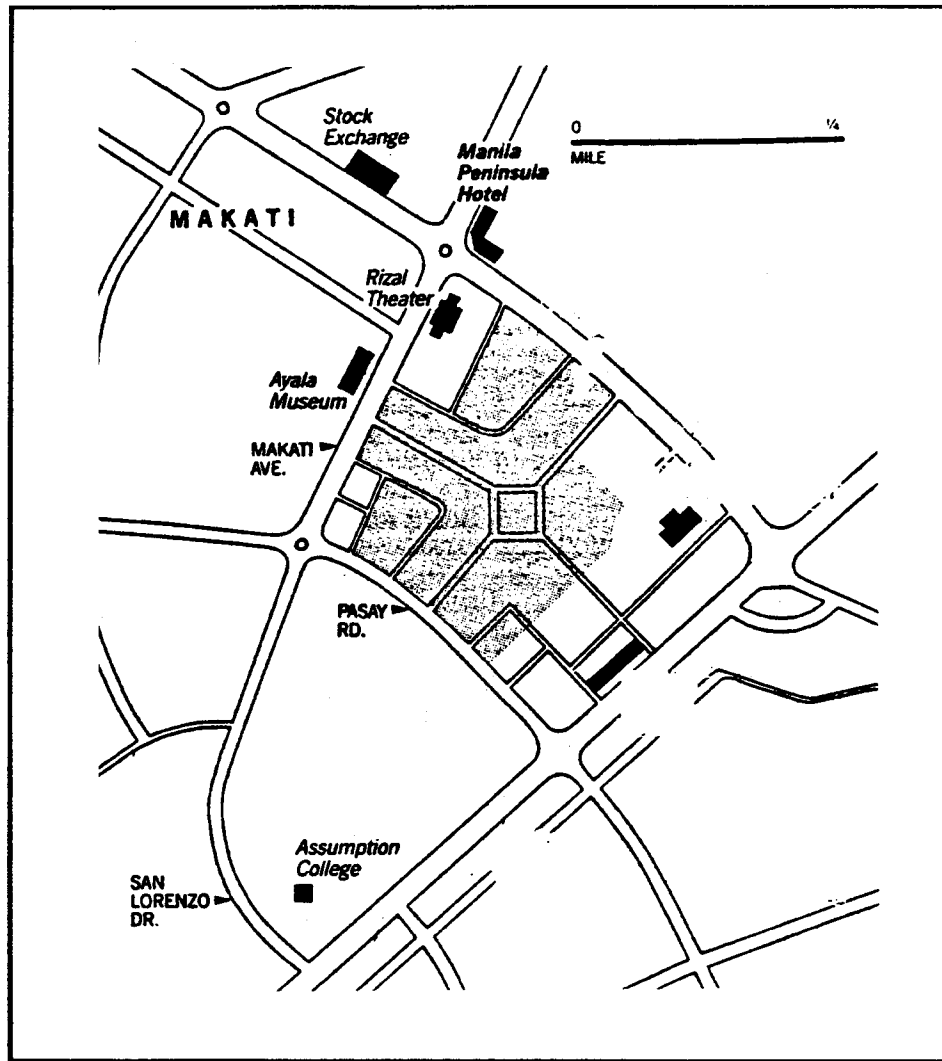 Stock
Exchange
0 ¼
MILE
Manila
Peninsula
Hotel
MAKATI
Rizal
Theater
Ayala
Museum
MAKATI
AVE.
PASAY
RD.
Assumption
College
SAN
LORENZO
DR.